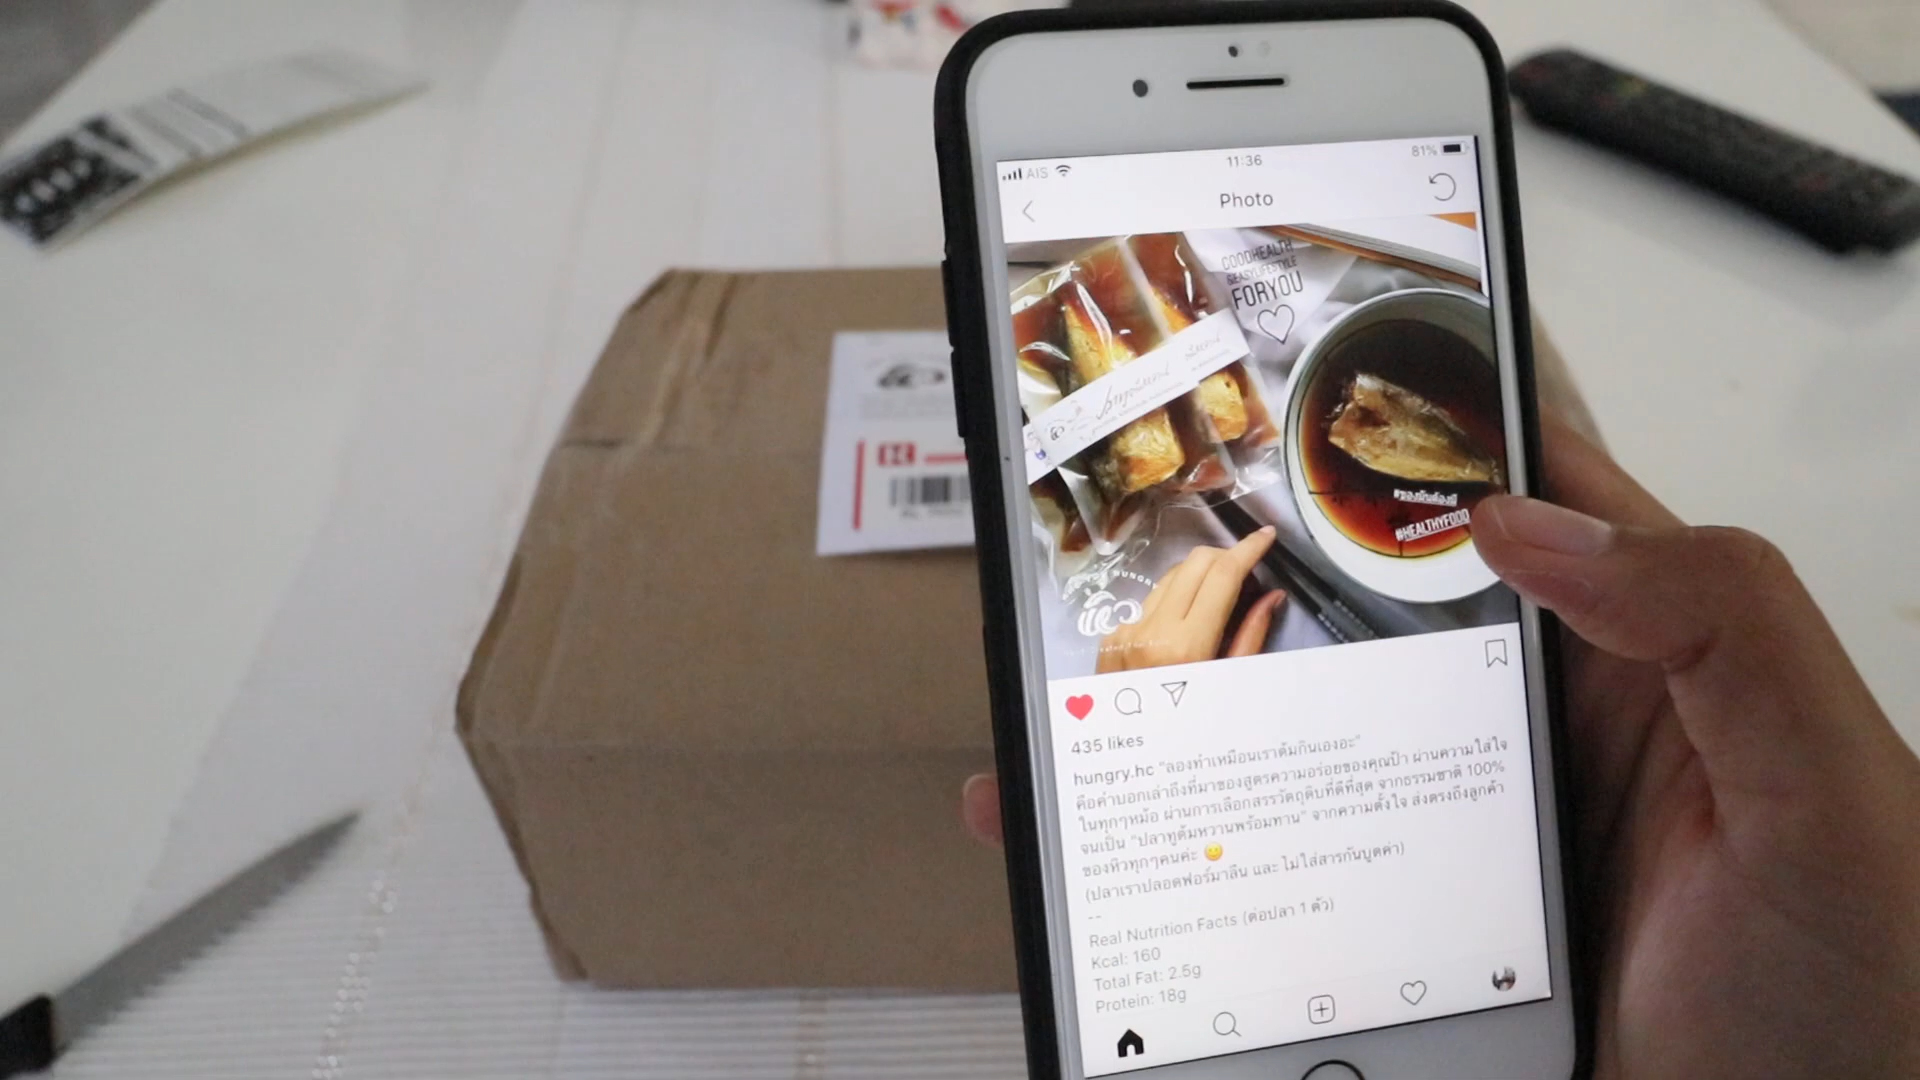 AIS
11:36
81%
Photo
GOODHEALTH
&EASYLIFESTYLE
FORYOU
#ของมันต้องมี
#HEALTHYFOOD
HUNGRY
หิว
435 likes
hungry.hc "ลองทำเหมือนเราต้มกินเองอะ"
คือคำบอกเล่าถึงที่มาของสูตรความอร่อยของคุณป้า ผ่านความใส่ใจ
ในทุกๆหม้อ ผ่านการเลือกสรรวัตถุดิบที่ดีที่สุด จากธรรมชาติ 100%
จนเป็น "ปลาทูต้มหวานพร้อมทาน" จากความตั้งใจ ส่งตรงถึงลูกค้า
ของหิวทุกๆคนค่ะ 😊
(ปลาเราปลอดฟอร์มาลีน และ ไม่ใส่สารกันบูดค่า)
--
Real Nutrition Facts (ต่อปลา 1 ตัว)
Kcal: 160
Total Fat: 2.5g
Protein: 18g